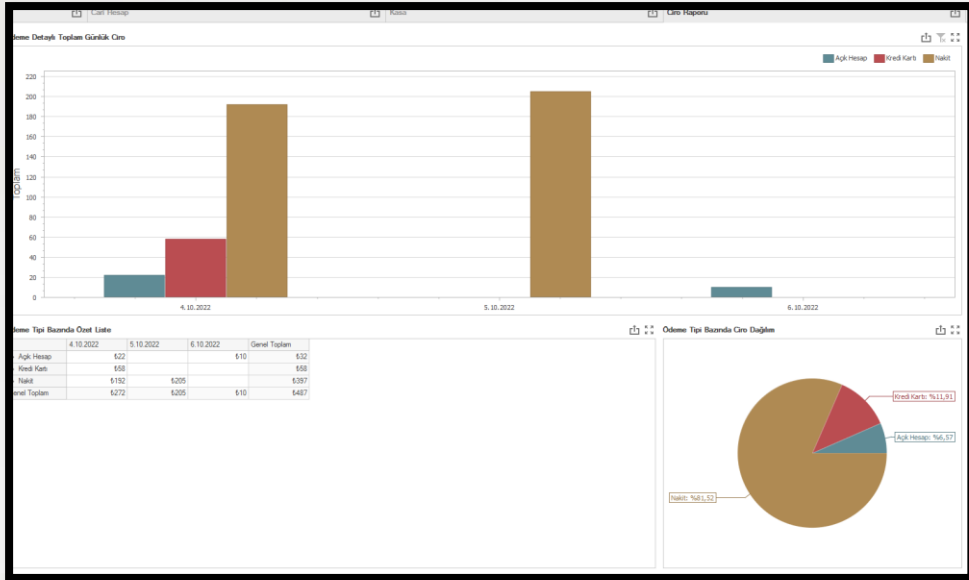 Cari Hesap Kasa Ciro Raporu
deme Detaylı Toplam Günlük Ciro
Açık Hesap Kredi Kartı Nakit
220
200
180
160
140
120
100
80
60
40
20
0
Toplam
4.10.2022 5.10.2022 6.10.2022
deme Tipi Bazında Özet Liste
4.10.2022 5.10.2022 6.10.2022 Genel Toplam
Açık Hesap ₺22 ₺10 ₺32
Kredi Kartı ₺58 ₺58
Nakit ₺192 ₺205 ₺397
enel Toplam ₺272 ₺205 ₺10 ₺487
Ödeme Tipi Bazında Ciro Dağılım
Kredi Kartı: %11,91
Açık Hesap: %6,57
Nakit: %81,52